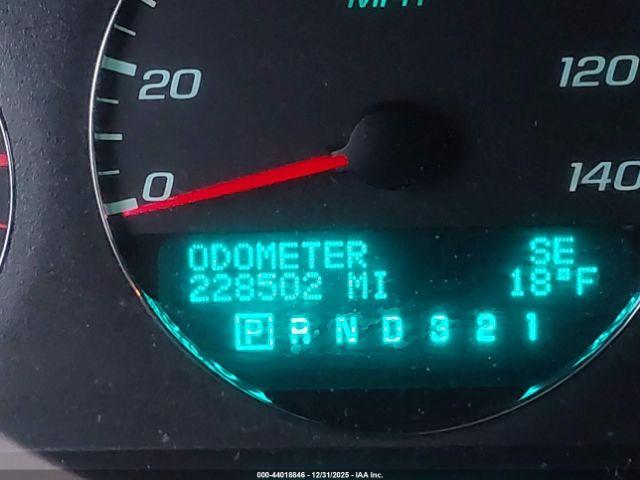 MPH
20
120
0
140
ODOMETER SE
228502 MI 18°F
P R N D 3 2 1
000-44018846 - 12/31/2025 - IAA Inc.